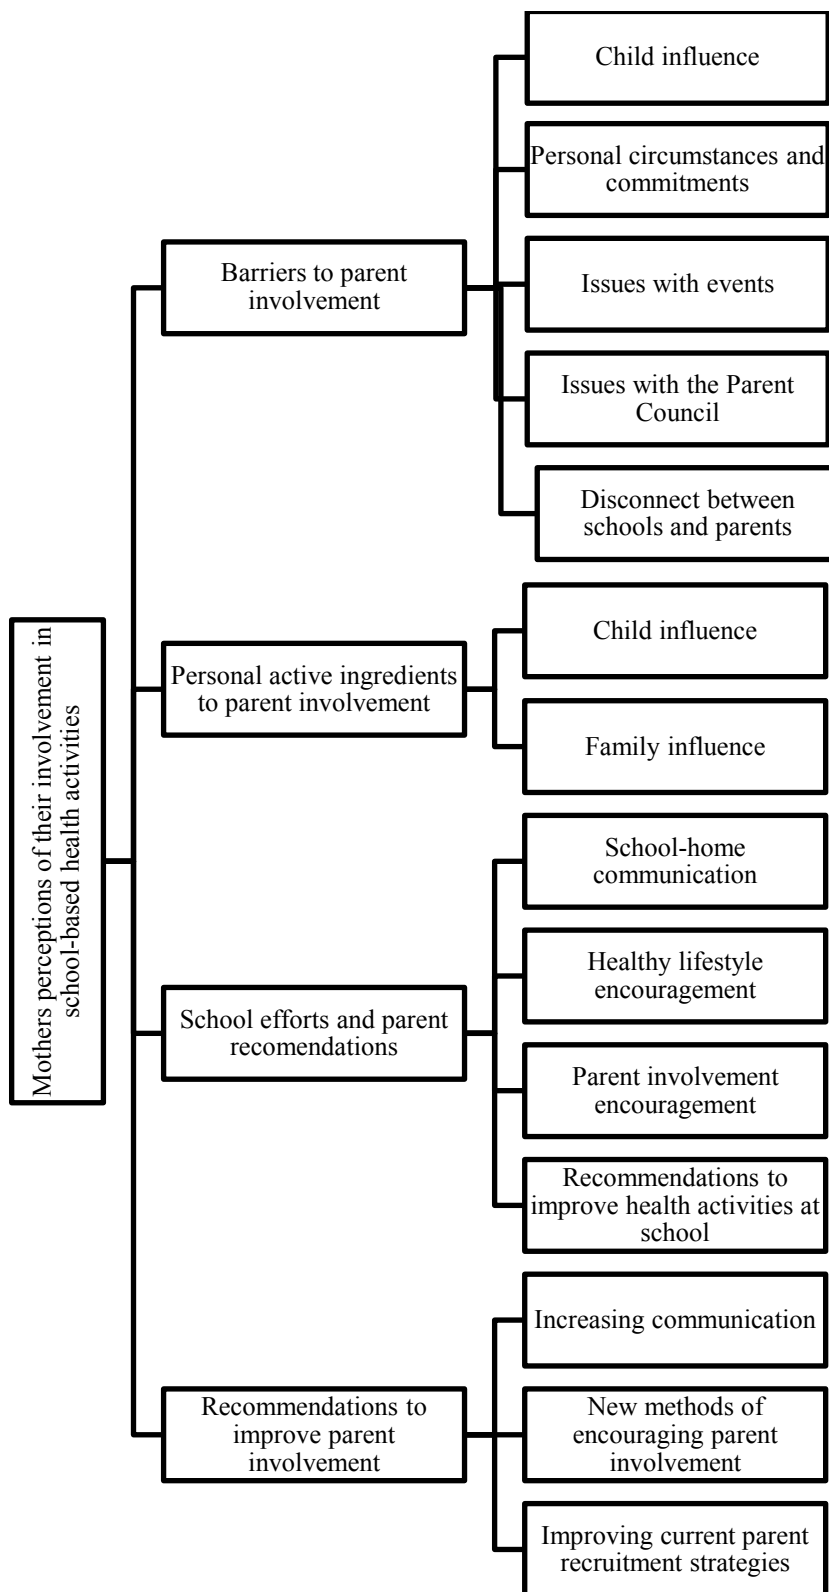 Mothers perceptions of their involvement in
school-based health activities
Barriers to parent
involvement
Child influence
Personal circumstances and
commitments
Issues with events
Issues with the Parent
Council
Disconnect between
schools and parents
Personal active ingredients
to parent involvement
Child influence
Family influence
School efforts and parent
recomendations
School-home
communication
Healthy lifestyle
encouragement
Parent involvement
encouragement
Recommendations to
improve health activities at
school
Recommendations to
improve parent
involvement
Increasing communication
New methods of
encouraging parent
involvement
Improving current parent
recruitment strategies